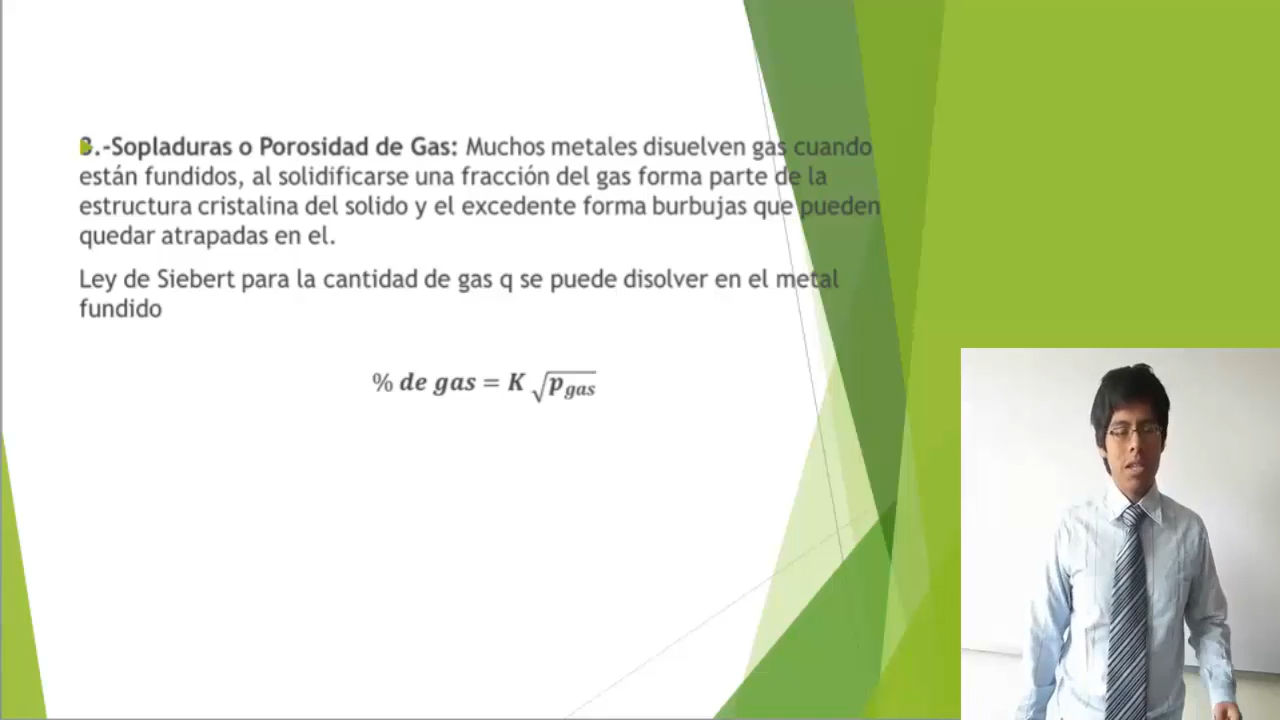 3.-Sopladuras o Porosidad de Gas: Muchos metales disuelven gas cuando
están fundidos, al solidificarse una fracción del gas forma parte de la
estructura cristalina del solido y el excedente forma burbujas que pueden
quedar atrapadas en el.
Ley de Siebert para la cantidad de gas q se puede disolver en el metal
fundido
% de gas = K √p_gas